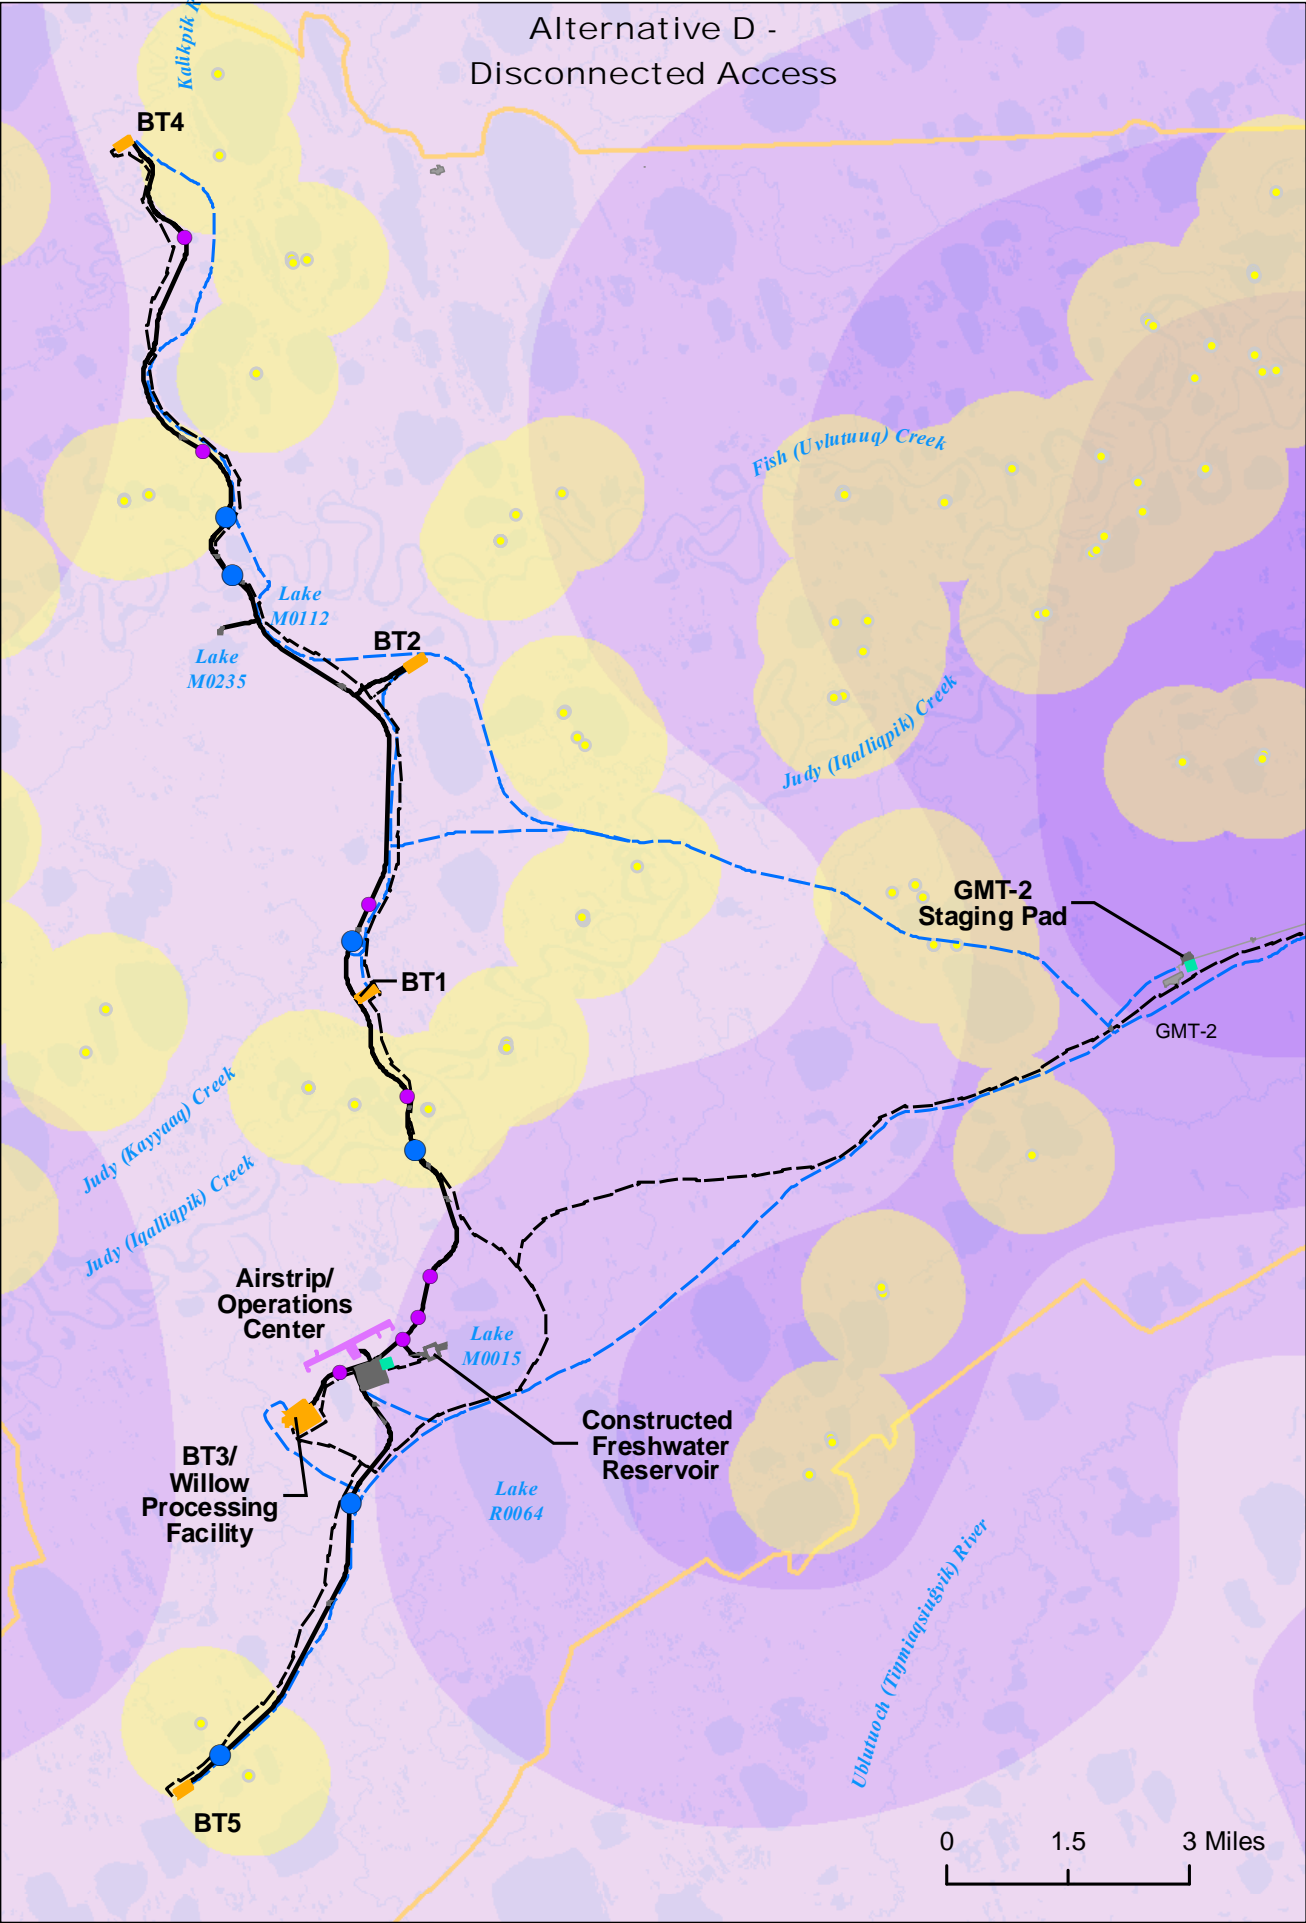 Alternative D -
Disconnected Access
Kalikpik
BT4
Fish (Uvlutuuq) Creek
Lake
M0112
BT2
Lake
M0235
Judy (Iqalliqpik) Creek
GMT-2
Staging Pad
BT1
GMT-2
Judy (Kayyaaq) Creek
Judy (Iqalliqpik) Creek
Airstrip/
Operations
Center
Lake
M0015
Constructed
Freshwater
Reservoir
BT3/
Willow
Processing
Facility
Lake
R0064
Ublutuoch (Tiŋmiaqsiuġvik) River
BT5
0 1.5 3 Miles